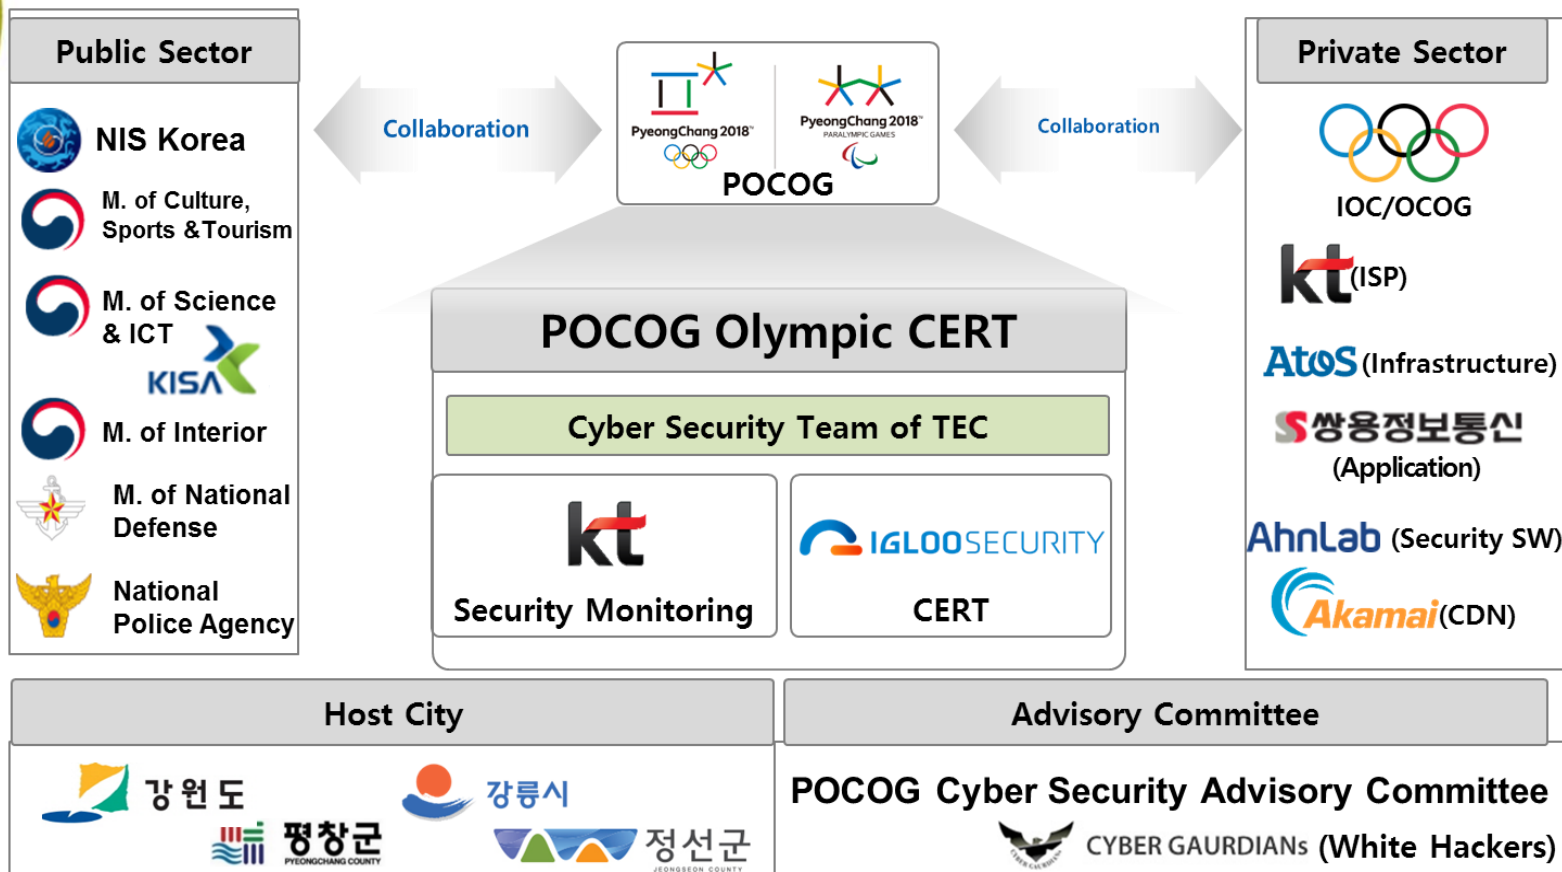 Public Sector
NIS Korea
M. of Culture,
Sports &Tourism
M. of Science
& ICT
KISA
M. of Interior
M. of National
Defense
National
Police Agency
Collaboration
PyeongChang 2018™
PyeongChang 2018™
PARALYMPIC GAMES
POCOG
Collaboration
POCOG Olympic CERT
Cyber Security Team of TEC
kt
Security Monitoring
IGLOOSECURITY
CERT
Private Sector
IOC/OCOG
kt (ISP)
Atos (Infrastructure)
쌍용정보통신
(Application)
AhnLab (Security SW)
Akamai (CDN)
Host City
강원도
강릉시
평창군
PYEONGCHANG COUNTY
정선군
JEONGSEON COUNTY
Advisory Committee
POCOG Cyber Security Advisory Committee
CYBER GAURDIANs (White Hackers)